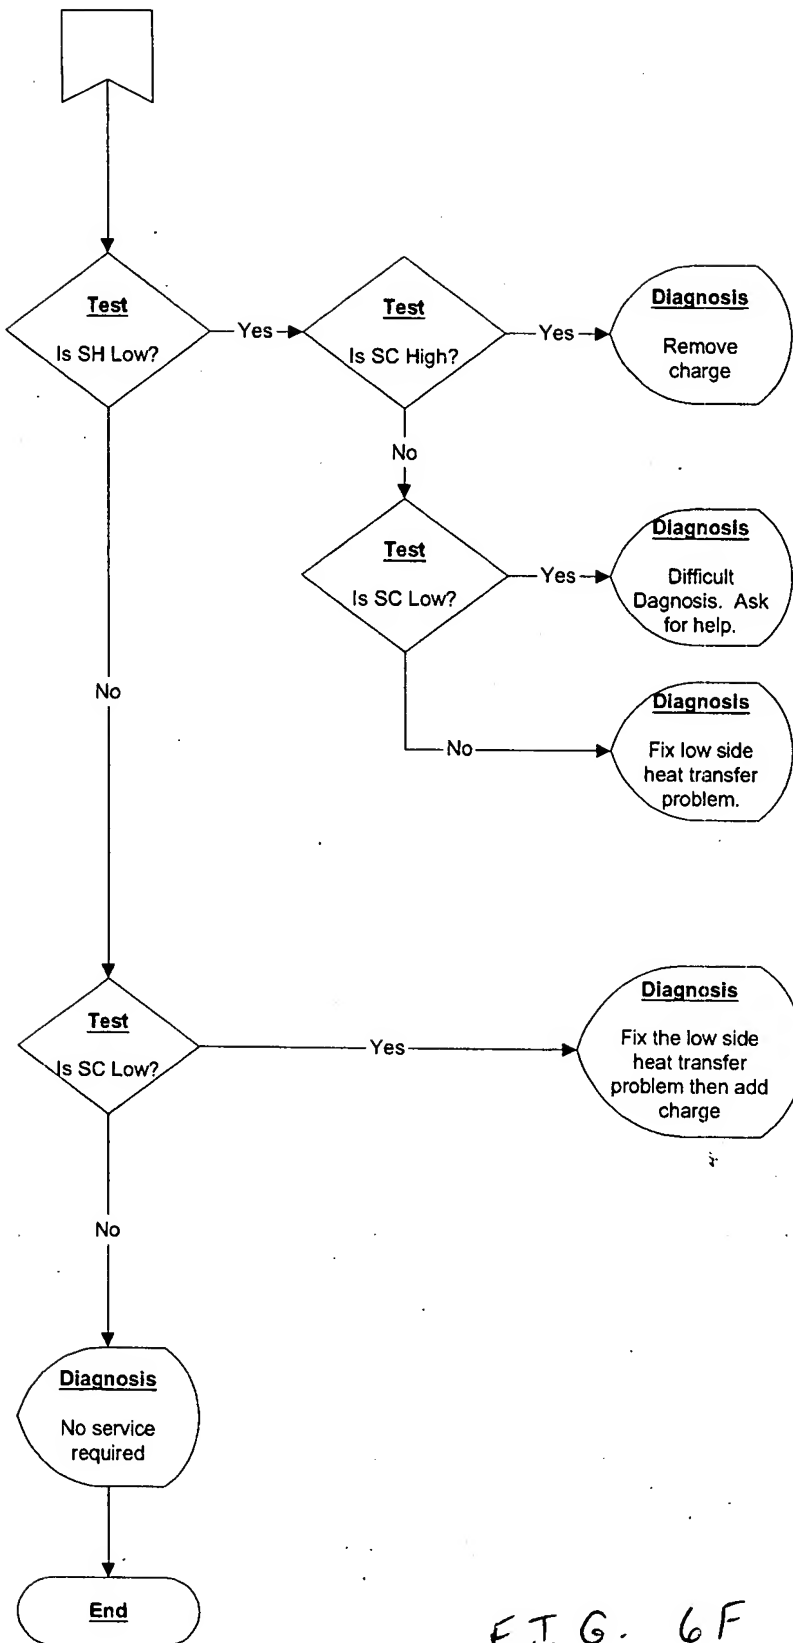 Test
Is SH Low?
Yes
Test
Is SC High?
Yes
Diagnosis
Remove
charge
No
Test
Is SC Low?
Yes
Diagnosis
Difficult
Dagnosis. Ask
for help.
No
Diagnosis
Fix low side
heat transfer
problem.
No
Test
Is SC Low?
Yes
Diagnosis
Fix the low side
heat transfer
problem then add
charge
No
Diagnosis
No service
required
End
FIG. 6F